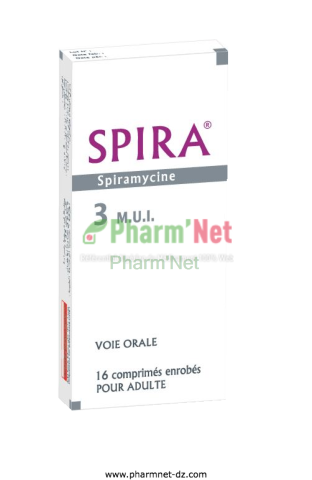 SPIRA®
Spiramycine
3 M.U.I.
Pharm'Net
Pharm'Net
VOIE ORALE
16 comprimés enrobés
POUR ADULTE
www.pharmnet-dz.com